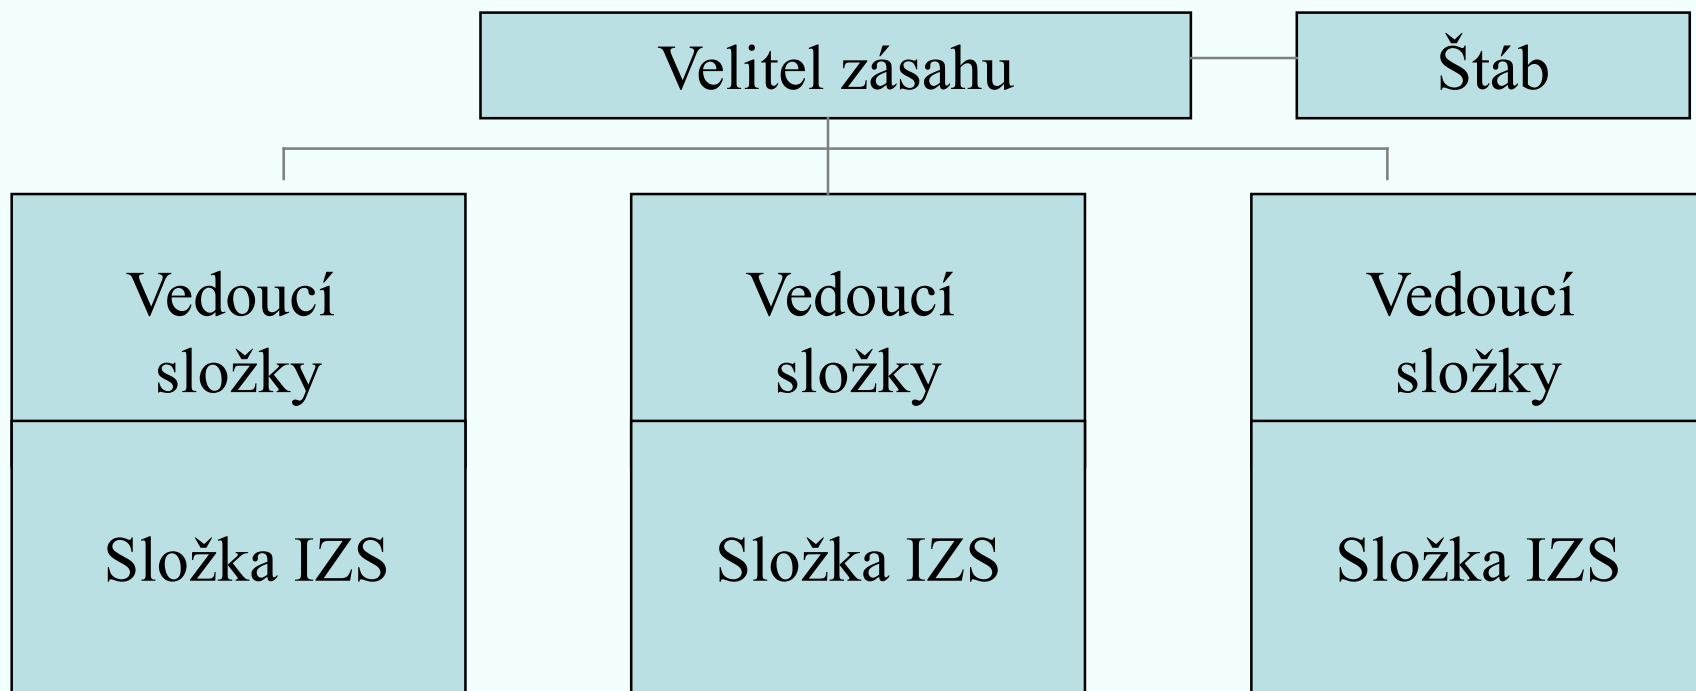 Velitel zásahu
Štáb
Vedoucí
složky
Vedoucí
složky
Vedoucí
složky
Složka IZS
Složka IZS
Složka IZS